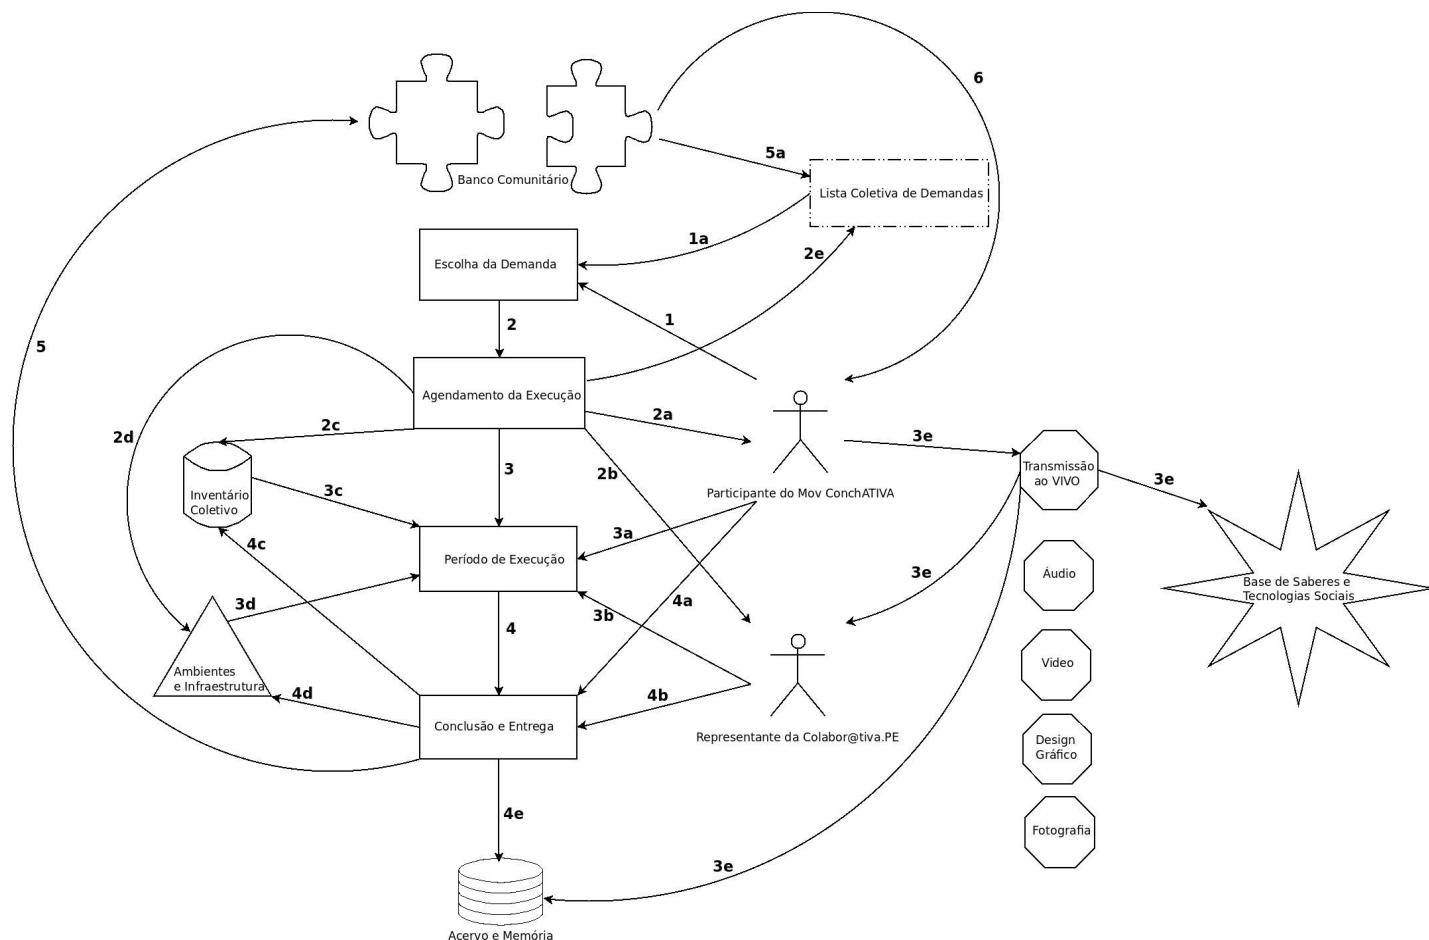 6
5a
Banco Comunitário
Lista Coletiva de Demandas
1a
2e
Escolha da Demanda
1
2
5
Agendamento da Execução
2a
2c
2d
3e
2b
3
Transmissão
ao VIVO
3e
Inventário
Coletivo
3c
Participante do Mov ConchATIVA
3a
4c
Período de Execução
3e
Áudio
Base de Saberes e
Tecnologias Sociais
3d
4a
3b
4
Ambientes
e Infraestrutura
Video
4d
4b
Conclusão e Entrega
Representante da Colabor@tiva.PE
Design
Gráfico
4e
Fotografia
3e
Acervo e Memória